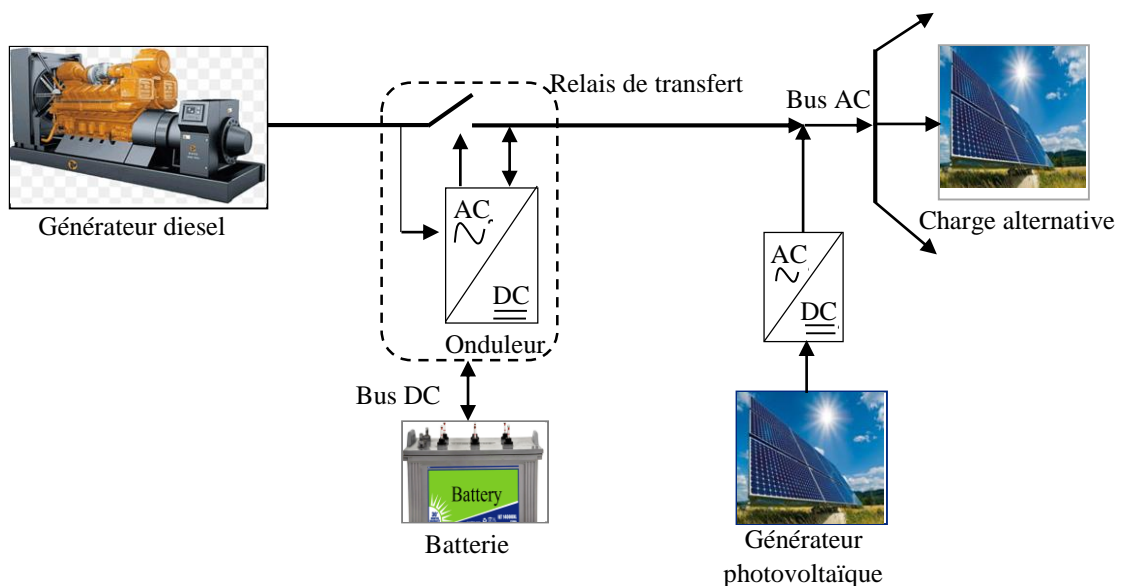 Relais de transfert
Bus AC
Générateur diesel
AC
DC
Onduleur
Charge alternative
AC
DC
Bus DC
Battery
Batterie
Générateur
photovoltaïque